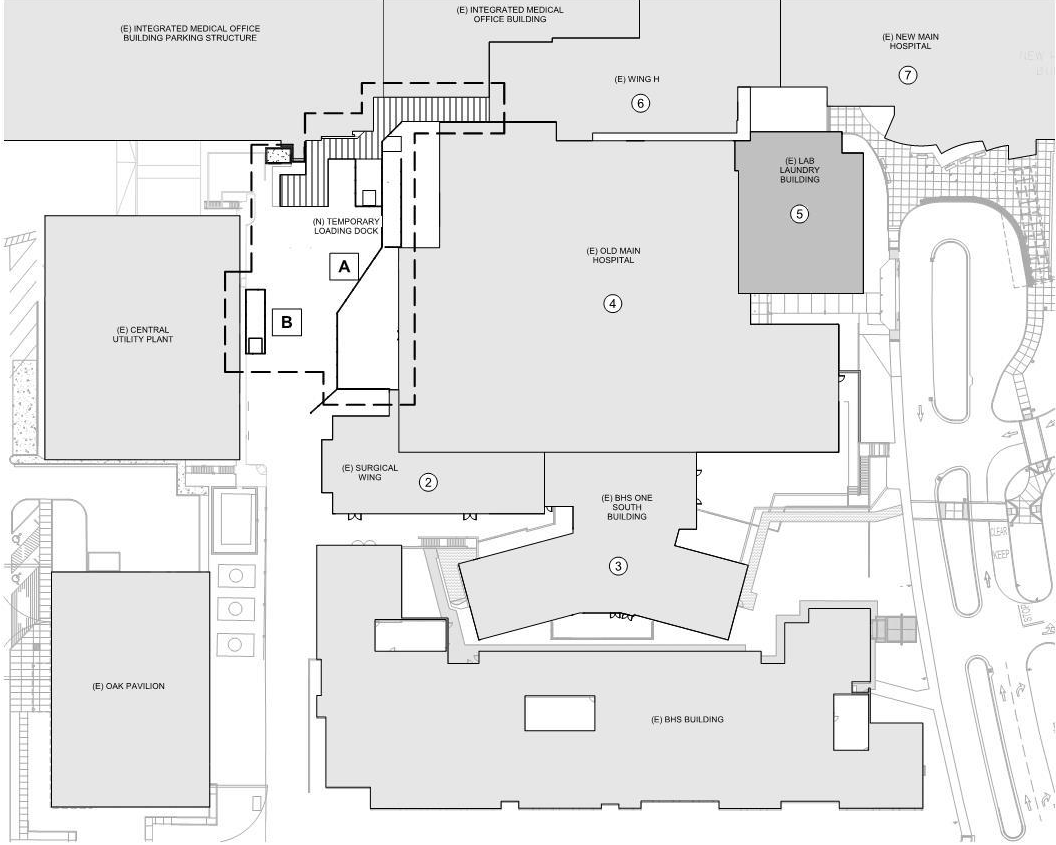 (E) INTEGRATED MEDICAL OFFICE
BUILDING PARKING STRUCTURE
(E) INTEGRATED MEDICAL
OFFICE BUILDING
(E) NEW MAIN
HOSPITAL
7
(E) WING H
6
(E) LAB
LAUNDRY
BUILDING
5
(N) TEMPORARY
LOADING DOCK
A
(E) OLD MAIN
HOSPITAL
4
B
(E) CENTRAL
UTILITY PLANT
(E) SURGICAL
WING
2
(E) BHS ONE
SOUTH
BUILDING
3
CLEAR
KEEP
STOP
(E) OAK PAVILION
(E) BHS BUILDING